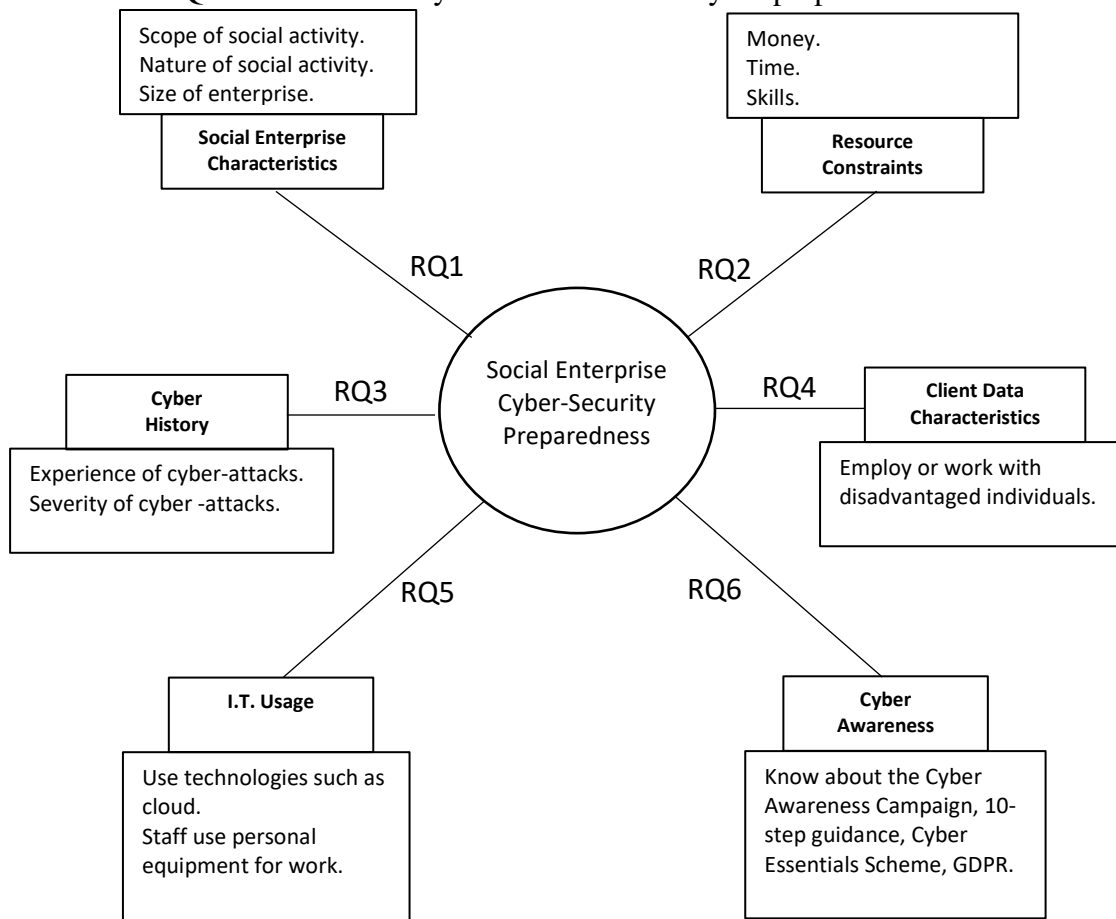 Scope of social activity.
Nature of social activity.
Size of enterprise.
Social Enterprise
Characteristics
Money.
Time.
Skills.
Resource
Constraints
RQ1
RQ2
Social Enterprise
Cyber-Security
Preparedness
Cyber
History
RQ3
Experience of cyber-attacks.
Severity of cyber -attacks.
RQ4
Client Data
Characteristics
Employ or work with
disadvantaged individuals.
RQ5
RQ6
I.T. Usage
Use technologies such as
cloud.
Staff use personal
equipment for work.
Cyber
Awareness
Know about the Cyber
Awareness Campaign, 10-
step guidance, Cyber
Essentials Scheme, GDPR.